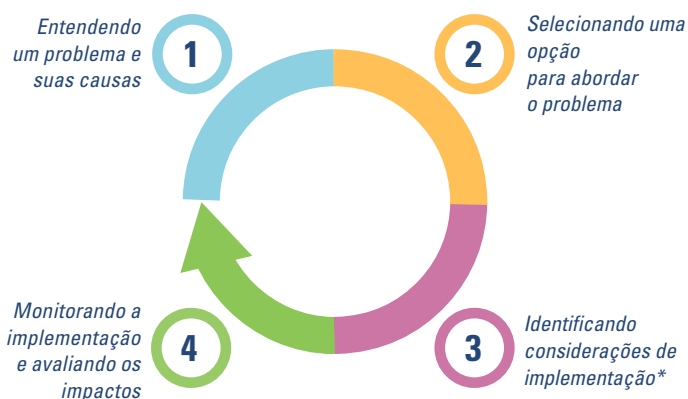 Entendendo
um problema e
suas causas
1
2
Selecionando uma
opção
para abordar
o problema
Monitorando a
implementação
e avaliando os
impactos
4
3
Identificando
considerações de
implementação*